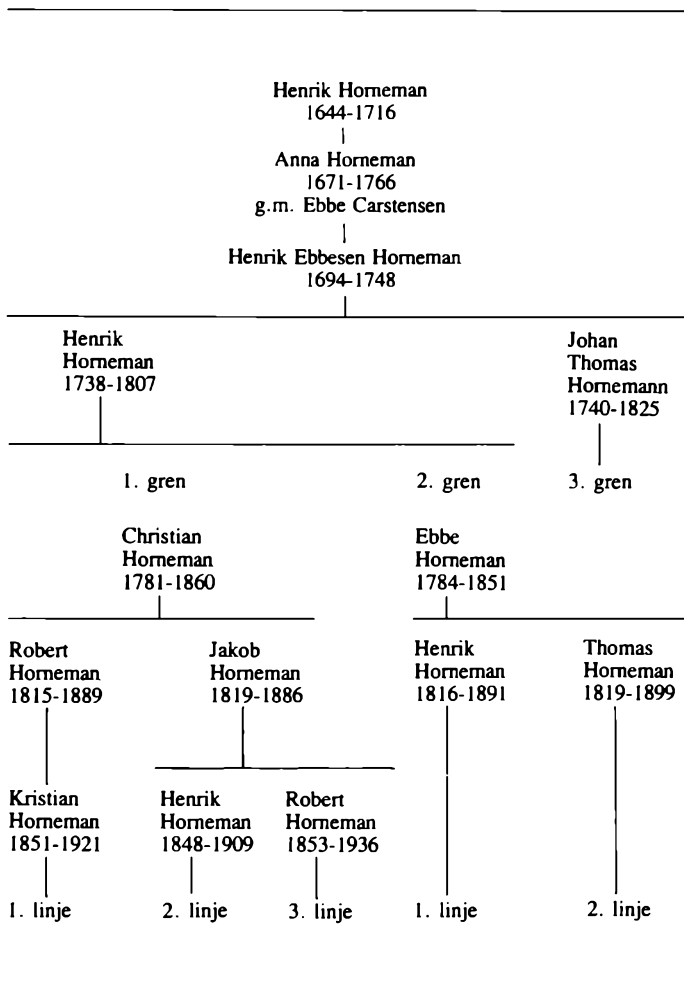 Henrik Horneman
1644-1716
Anna Horneman
1671-1766
g.m. Ebbe Carstensen
Henrik Ebbesen Horneman
1694-1748
Henrik
Horneman
1738-1807
Johan
Thomas
Hornemann
1740-1825
1. gren
2. gren
3. gren
Christian
Horneman
1781-1860
Ebbe
Horneman
1784-1851
Robert
Horneman
1815-1889
Jakob
Horneman
1819-1886
Henrik
Horneman
1816-1891
Thomas
Horneman
1819-1899
Kristian
Horneman
1851-1921
Henrik
Horneman
1848-1909
Robert
Horneman
1853-1936
1. linje
2. linje
3. linje
1. linje
2. linje